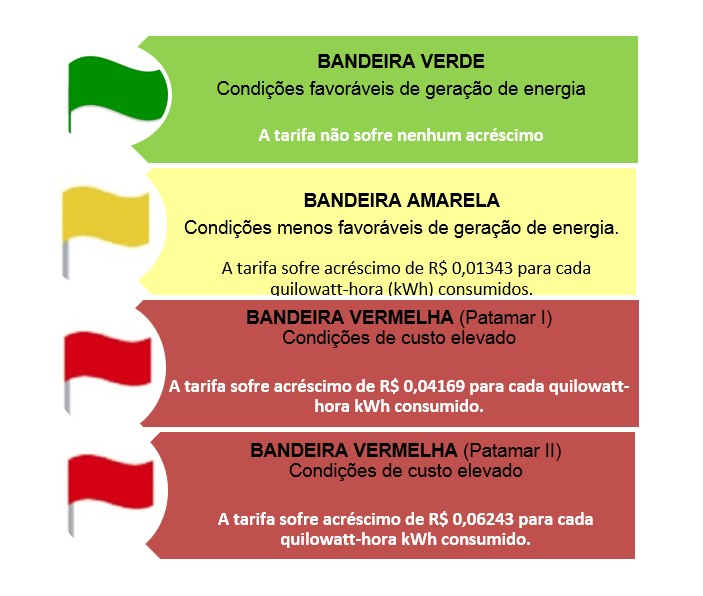 BANDEIRA VERDE
Condições favoráveis de geração de energia
A tarifa não sofre nenhum acréscimo
BANDEIRA AMARELA
Condições menos favoráveis de geração de energia.
A tarifa sofre acréscimo de R$ 0,01343 para cada
quilowatt-hora (kWh) consumidos.
BANDEIRA VERMELHA (Patamar I)
Condições de custo elevado
A tarifa sofre acréscimo de R$ 0,04169 para cada quilowatt-
hora kWh consumido.
BANDEIRA VERMELHA (Patamar II)
Condições de custo elevado
A tarifa sofre acréscimo de R$ 0,06243 para cada
quilowatt-hora kWh consumido.